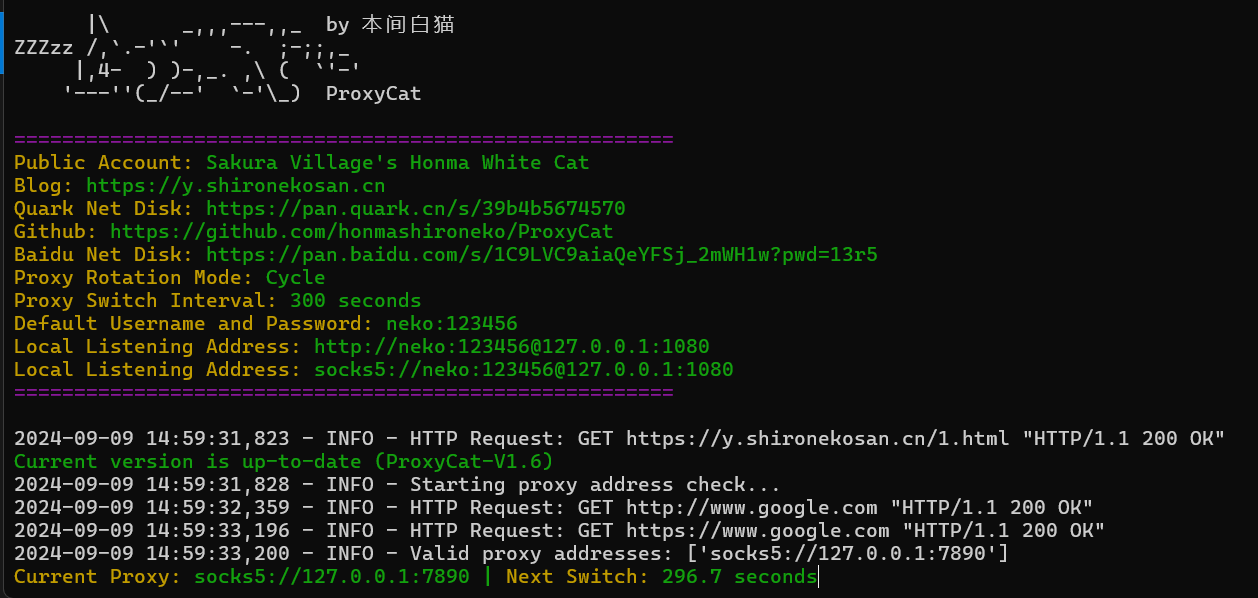 |\      _,,,---,,_  by 本间白猫
ZZZzz /,`.-'`'    -.  ;-;;,_
     |,4-  ) )-,_. ,\ (  `'-'
    '---''(_/--'  `-'\_)  ProxyCat
=======================================================
Public Account: Sakura Village's Honma White Cat
Blog: https://y.shironekosan.cn
Quark Net Disk: https://pan.quark.cn/s/39b4b5674570
Github: https://github.com/honmashironeko/ProxyCat
Baidu Net Disk: https://pan.baidu.com/s/1C9LVC9aiaQeYFSj_2mWH1w?pwd=13r5
Proxy Rotation Mode: Cycle
Proxy Switch Interval: 300 seconds
Default Username and Password: neko:123456
Local Listening Address: http://neko:123456@127.0.0.1:1080
Local Listening Address: socks5://neko:123456@127.0.0.1:1080
=======================================================
2024-09-09 14:59:31,823 - INFO - HTTP Request: GET https://y.shironekosan.cn/1.html "HTTP/1.1 200 OK"
Current version is up-to-date (ProxyCat-V1.6)
2024-09-09 14:59:31,828 - INFO - Starting proxy address check...
2024-09-09 14:59:32,359 - INFO - HTTP Request: GET http://www.google.com "HTTP/1.1 200 OK"
2024-09-09 14:59:33,196 - INFO - HTTP Request: GET https://www.google.com "HTTP/1.1 200 OK"
2024-09-09 14:59:33,200 - INFO - Valid proxy addresses: ['socks5://127.0.0.1:7890']
Current Proxy: socks5://127.0.0.1:7890 | Next Switch: 296.7 seconds